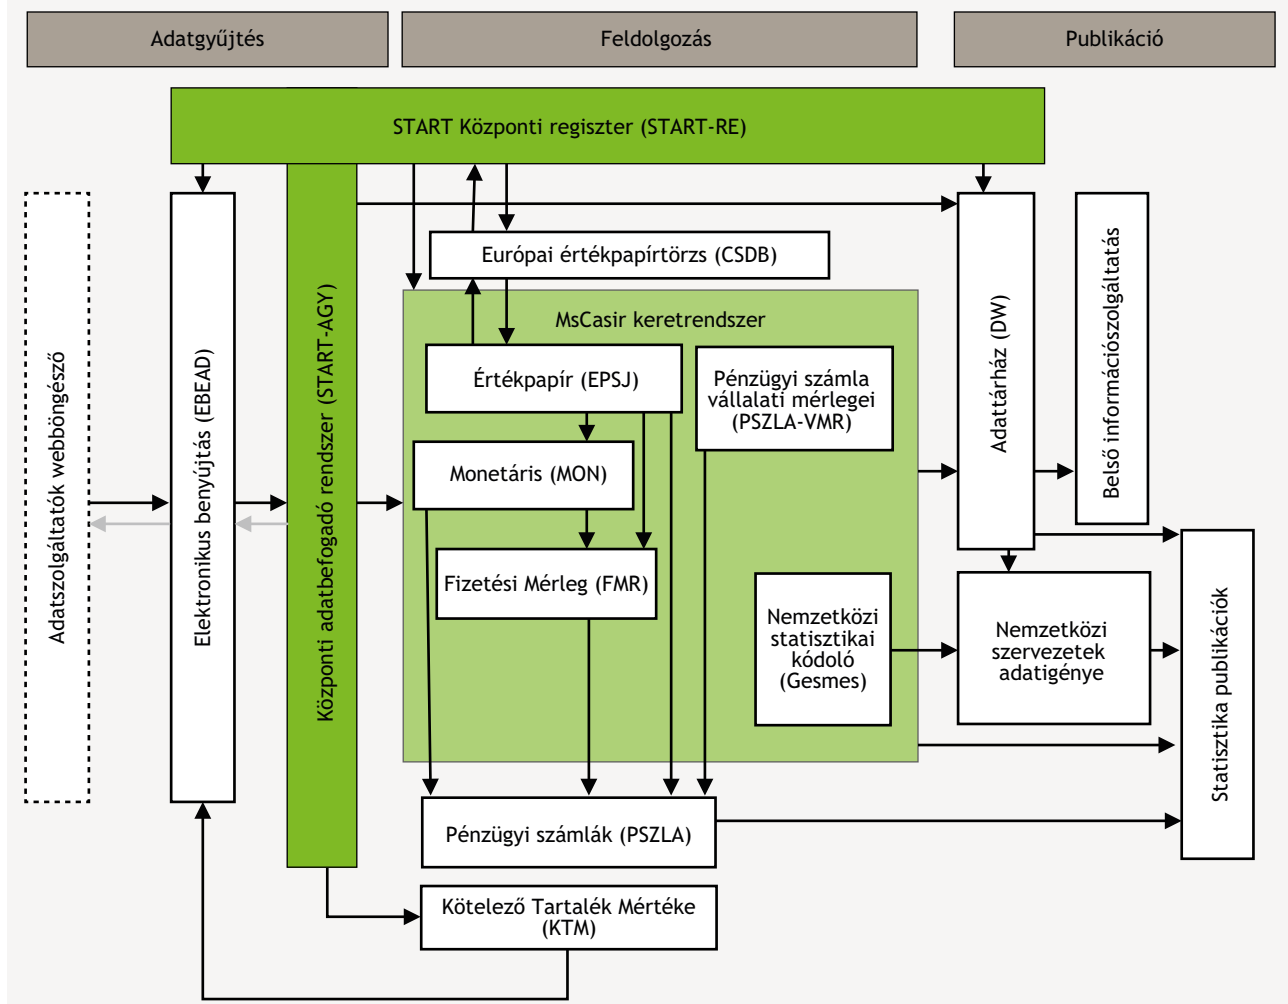 Adatgyűjtés
Feldolgozás
Publikáció
START Központi regiszter (START-RE)
Adatszolgáltatók webböngésző
Elektronikus benyújtás (EBEAD)
Központi adatbefogadó rendszer (START-AGY)
Európai értékpapírtörzs (CSDB)
MsCasir keretrendszer
Értékpapír (EPSJ)
Pénzügyi számla
vállalati mérlegei
(PSZLA-VMR)
Monetáris (MON)
Fizetési Mérleg (FMR)
Nemzetközi
statisztikai
kódoló
(Gesmes)
Pénzügyi számlák (PSZLA)
Kötelező Tartalék Mértéke
(KTM)
Adattárház (DW)
Belső információszolgáltatás
Nemzetközi
szervezetek
adatigénye
Statisztika publikációk